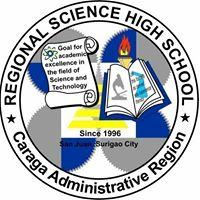 REGIONAL SCIENCE HIGH SCHOOL
Goal for
academic
excellence in
the field of
Science and
Technology
Since 1996
San Juan, Surigao City
Caraga Administrative Region